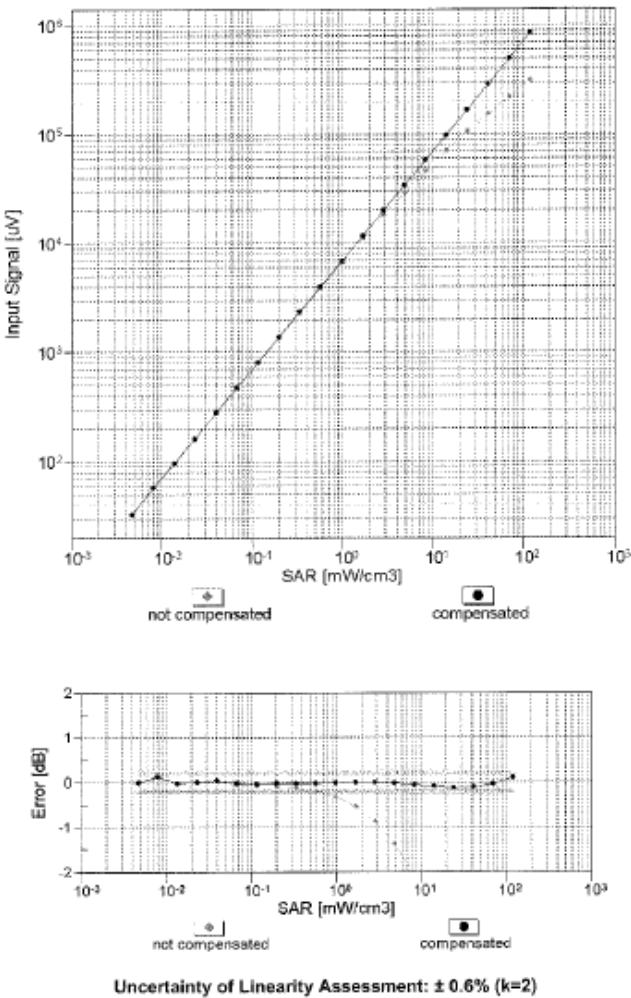 10⁶
10⁵
10⁴
10³
10²
Input Signal [uV]
10⁻³ 10⁻² 10⁻¹ 10⁰ 10¹ 10² 10³
SAR [mW/cm3]
not compensated compensated
2
1
0
-1
-2
Error [dB]
10⁻³ 10⁻² 10⁻¹ 10⁰ 10¹ 10² 10³
SAR [mW/cm3]
not compensated compensated
Uncertainty of Linearity Assessment: ± 0.6% (k=2)